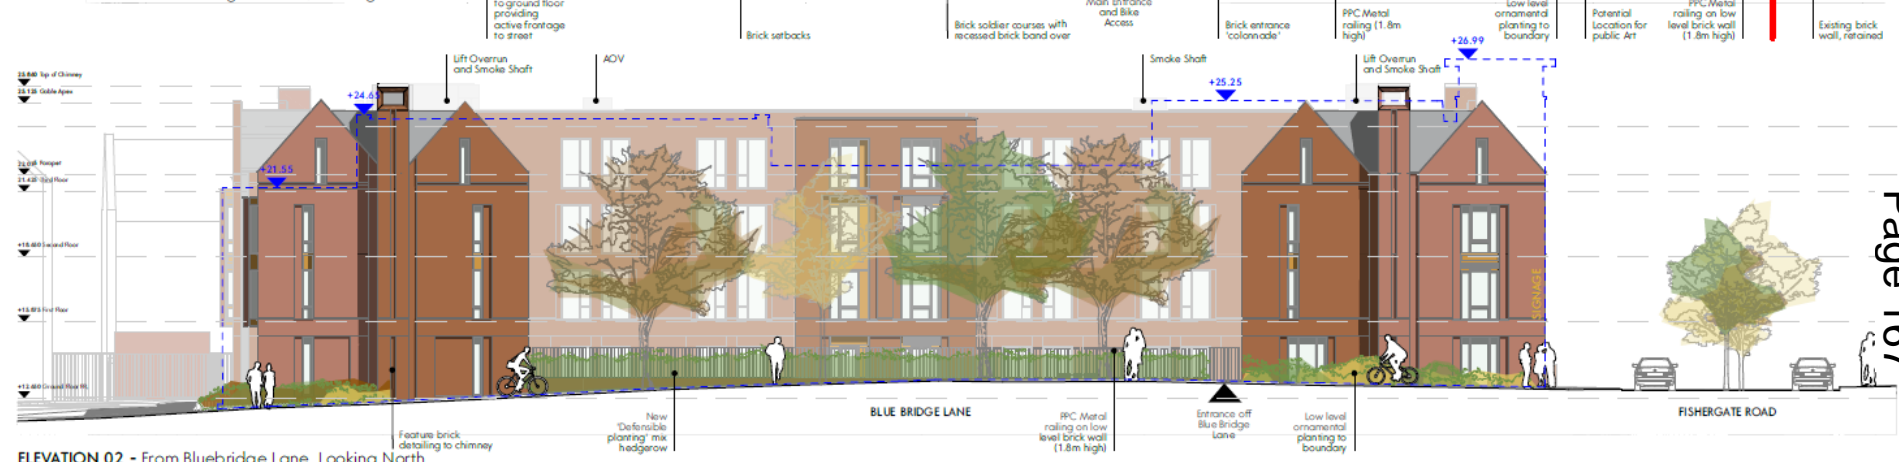 to ground floor
providing
active frontage
to street
Brick setbacks
Brick soldier courses with
recessed brick band over
Main Entrance
and Bike
Access
Brick entrance
'colonnade'
PPC Metal
railing (1.8m
high)
Low level
ornamental
planting to
boundary
Potential
Location for
public Art
PPC Metal
railing on low
level brick wall
(1.8m high)
Existing brick
wall, retained
+26.99
Lift Overrun
and Smoke Shaft
AOV
Smoke Shaft
Lift Overrun
and Smoke Shaft
25.840 Top of Chimney
25.125 Gable Apex
+24.65
+25.25
Parapet
+21.55
Second Floor
First Floor
SIGNAGE
Page 167
Ground Floor FFL
BLUE BRIDGE LANE
FISHERGATE ROAD
New
'Defensible
planting' mix
hedgerow
PPC Metal
railing on low
level brick wall
(1.8m high)
Entrance off
Blue Bridge
Lane
Low level
ornamental
planting to
boundary
Feature brick
detailing to chimney
ELEVATION 02 - From Bluebridge Lane, Looking North